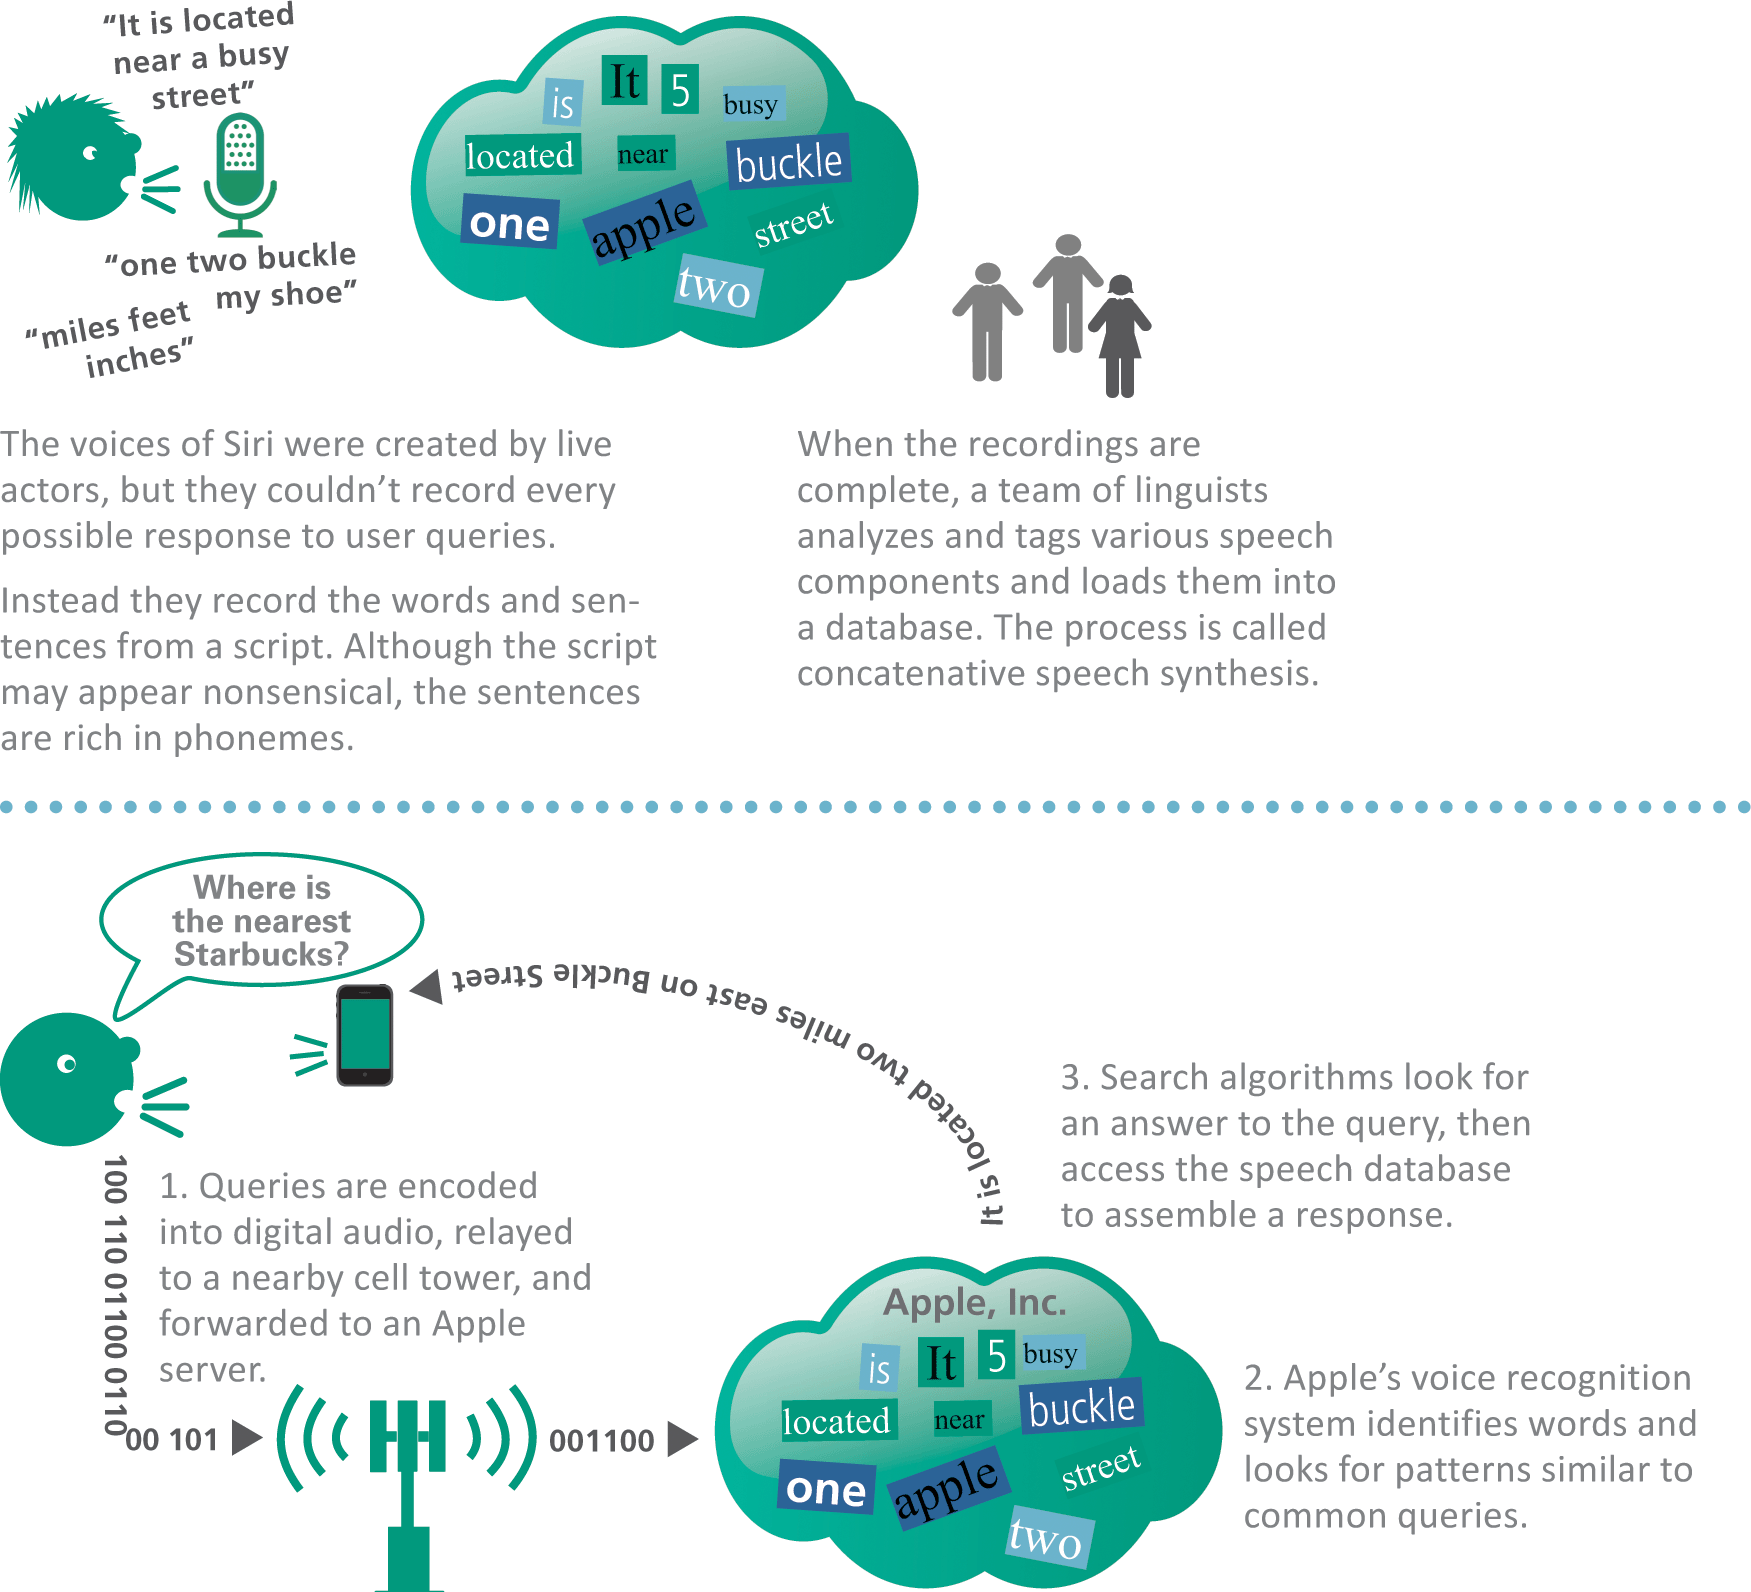 “It is located
near a busy
street”
“one two buckle
my shoe”
“miles feet
inches”
is It 5 busy
located near buckle
one apple street
two
The voices of Siri were created by live
actors, but they couldn’t record every
possible response to user queries.
Instead they record the words and sen-
tences from a script. Although the script
may appear nonsensical, the sentences
are rich in phonemes.
When the recordings are
complete, a team of linguists
analyzes and tags various speech
components and loads them into
a database. The process is called
concatenative speech synthesis.
Where is
the nearest
Starbucks?
It is located two miles east on Buckle Street
100 110 01100 0110
00 101
001100
1. Queries are encoded
into digital audio, relayed
to a nearby cell tower, and
forwarded to an Apple
server.
Apple, Inc.
is It 5 busy
located near buckle
one apple street
two
2. Apple’s voice recognition
system identifies words and
looks for patterns similar to
common queries.
3. Search algorithms look for
an answer to the query, then
access the speech database
to assemble a response.